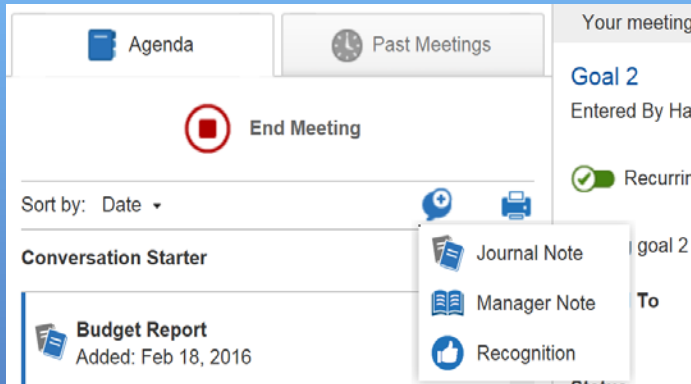 Agenda
Past Meetings
Your meeting
End Meeting
Goal 2
Entered By Ha
Sort by: Date
Recurrin
Conversation Starter
Journal Note
goal 2
Manager Note
To
Budget Report
Added: Feb 18, 2016
Recognition